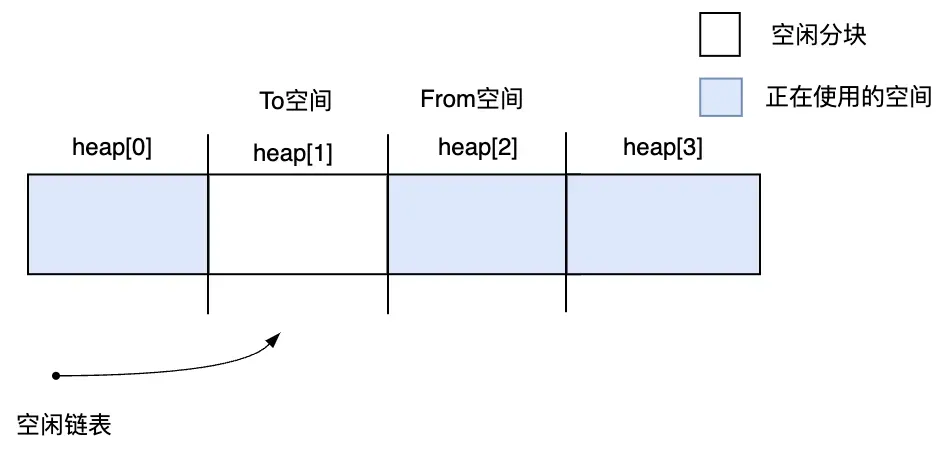 空闲分块
正在使用的空间
To空间
From空间
heap[0]
heap[1]
heap[2]
heap[3]
空闲链表